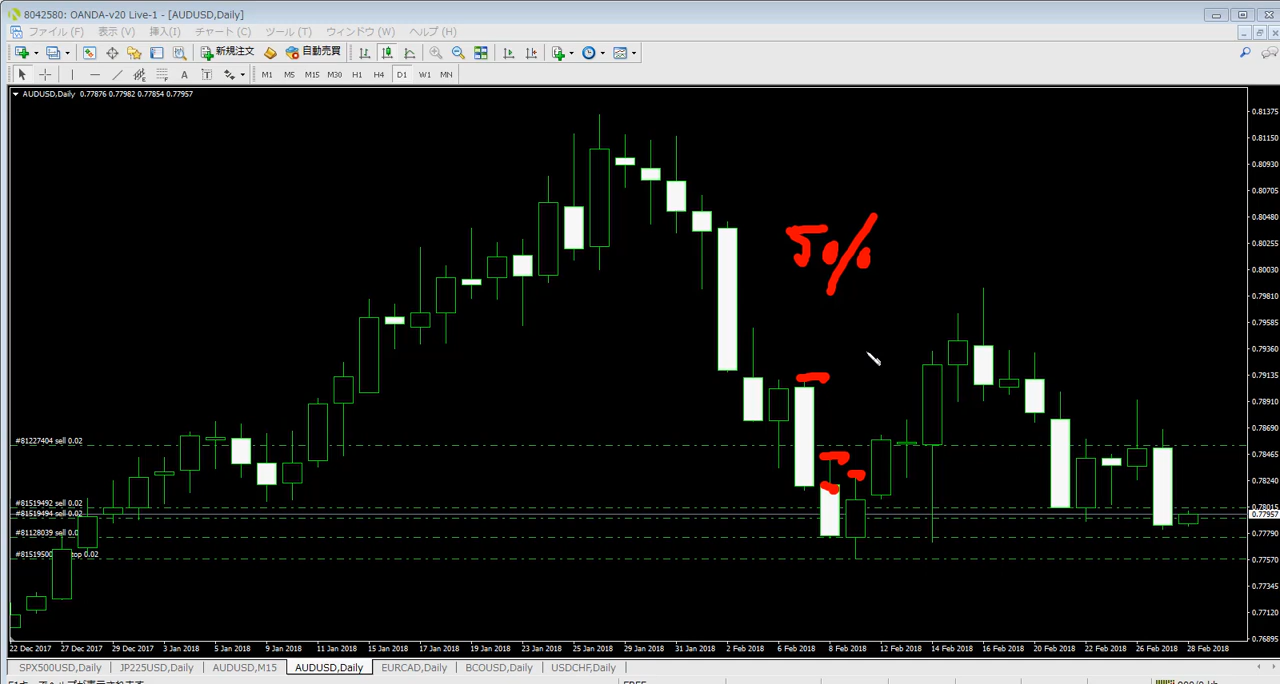 8042580: OANDA-v20 Live-1 - [AUDUSD,Daily]
ファイル (F) 表示 (V) 挿入(I) チャート (C) ツール (T) ウィンドウ (W) ヘルプ (H)
新規注文 自動売買
A T M1 M5 M15 M30 H1 H4 D1 W1 MN
AUDUSD,Daily 0.77876 0.77982 0.77854 0.77957
0.81375
0.81150
0.80930
0.80705
0.80480
0.80255
0.80030
0.79810
0.79585
0.79360
0.79135
0.78910
0.78690
0.78465
0.78240
0.78015
0.77957
0.77790
0.77570
0.77345
0.77120
0.76895
5%
#81227404 sell 0.02
#81519492 sell 0.02
#81519494 sell 0.02
#81128039 sell 0.0
#81519500 top 0.02
22 Dec 2017 27 Dec 2017 29 Dec 2017 3 Jan 2018 5 Jan 2018 9 Jan 2018 11 Jan 2018 15 Jan 2018 17 Jan 2018 19 Jan 2018 23 Jan 2018 25 Jan 2018 29 Jan 2018 31 Jan 2018 2 Feb 2018 6 Feb 2018 8 Feb 2018 12 Feb 2018 14 Feb 2018 16 Feb 2018 20 Feb 2018 22 Feb 2018 26 Feb 2018 28 Feb 2018
SPX500USD,Daily JP225USD,Daily AUDUSD,M15 AUDUSD,Daily EURCAD,Daily BCOUSD,Daily USDCHF,Daily